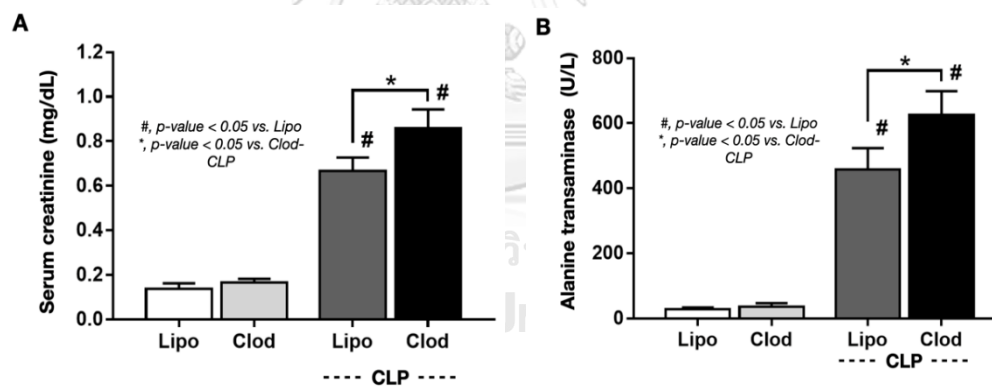 A
Serum creatinine (mg/dL)
1.2
1.0
0.8
0.6
0.4
0.2
0.0
#, p-value < 0.05 vs. Lipo
*, p-value < 0.05 vs. Clod-
CLP
*
#
#
Lipo Clod Lipo Clod
---- CLP ----
B
Alanine transaminase (U/L)
800
600
400
200
0
#, p-value < 0.05 vs. Lipo
*, p-value < 0.05 vs. Clod-
CLP
*
#
#
Lipo Clod Lipo Clod
---- CLP ----